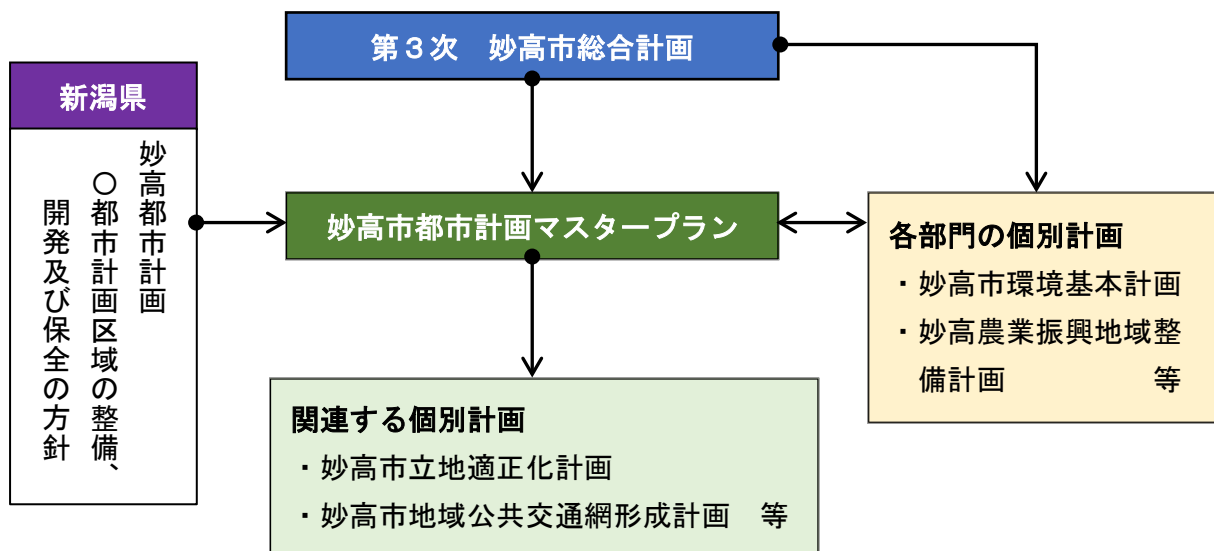 第３次　妙高市総合計画
新潟県
妙高都市計画
〇都市計画区域の整備、
開発及び保全の方針
妙高市都市計画マスタープラン
各部門の個別計画
・妙高市環境基本計画
・妙高農業振興地域整
備計画　　　　　等
関連する個別計画
・妙高市立地適正化計画
・妙高市地域公共交通網形成計画　等